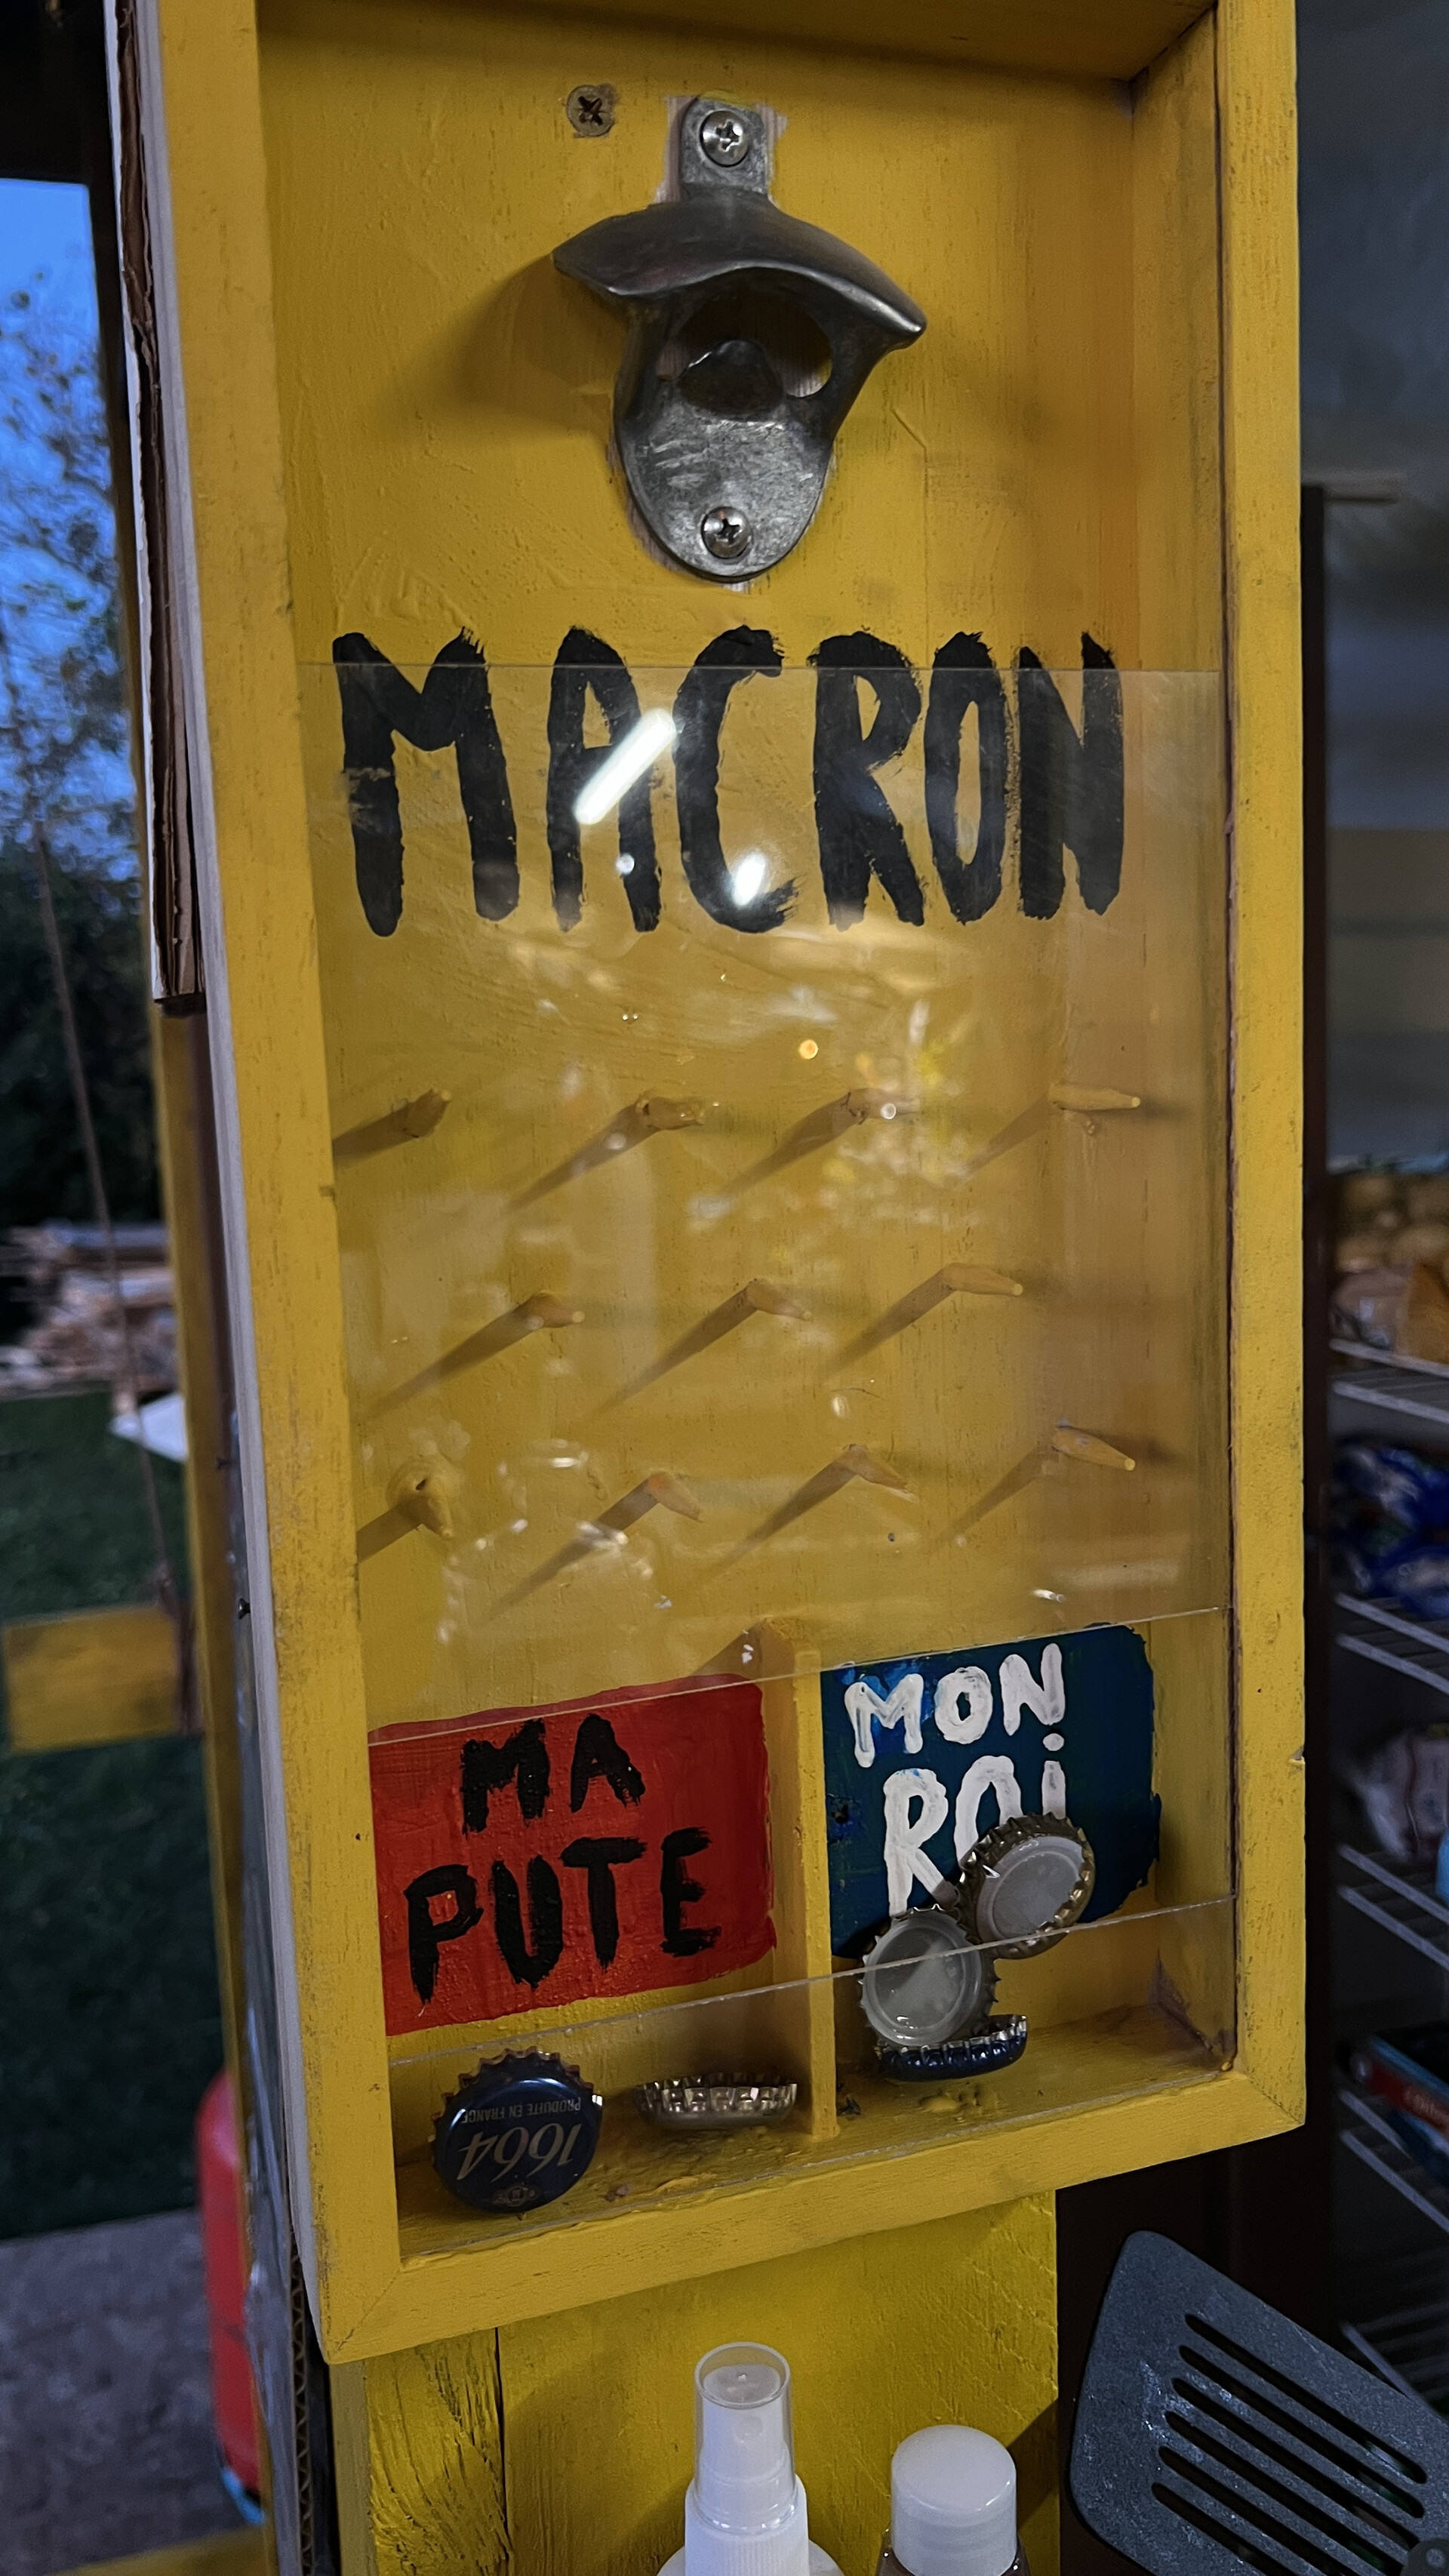 MACRON
MA
PUTE
MON
ROi
1664
PRODUITE EN FRANCE